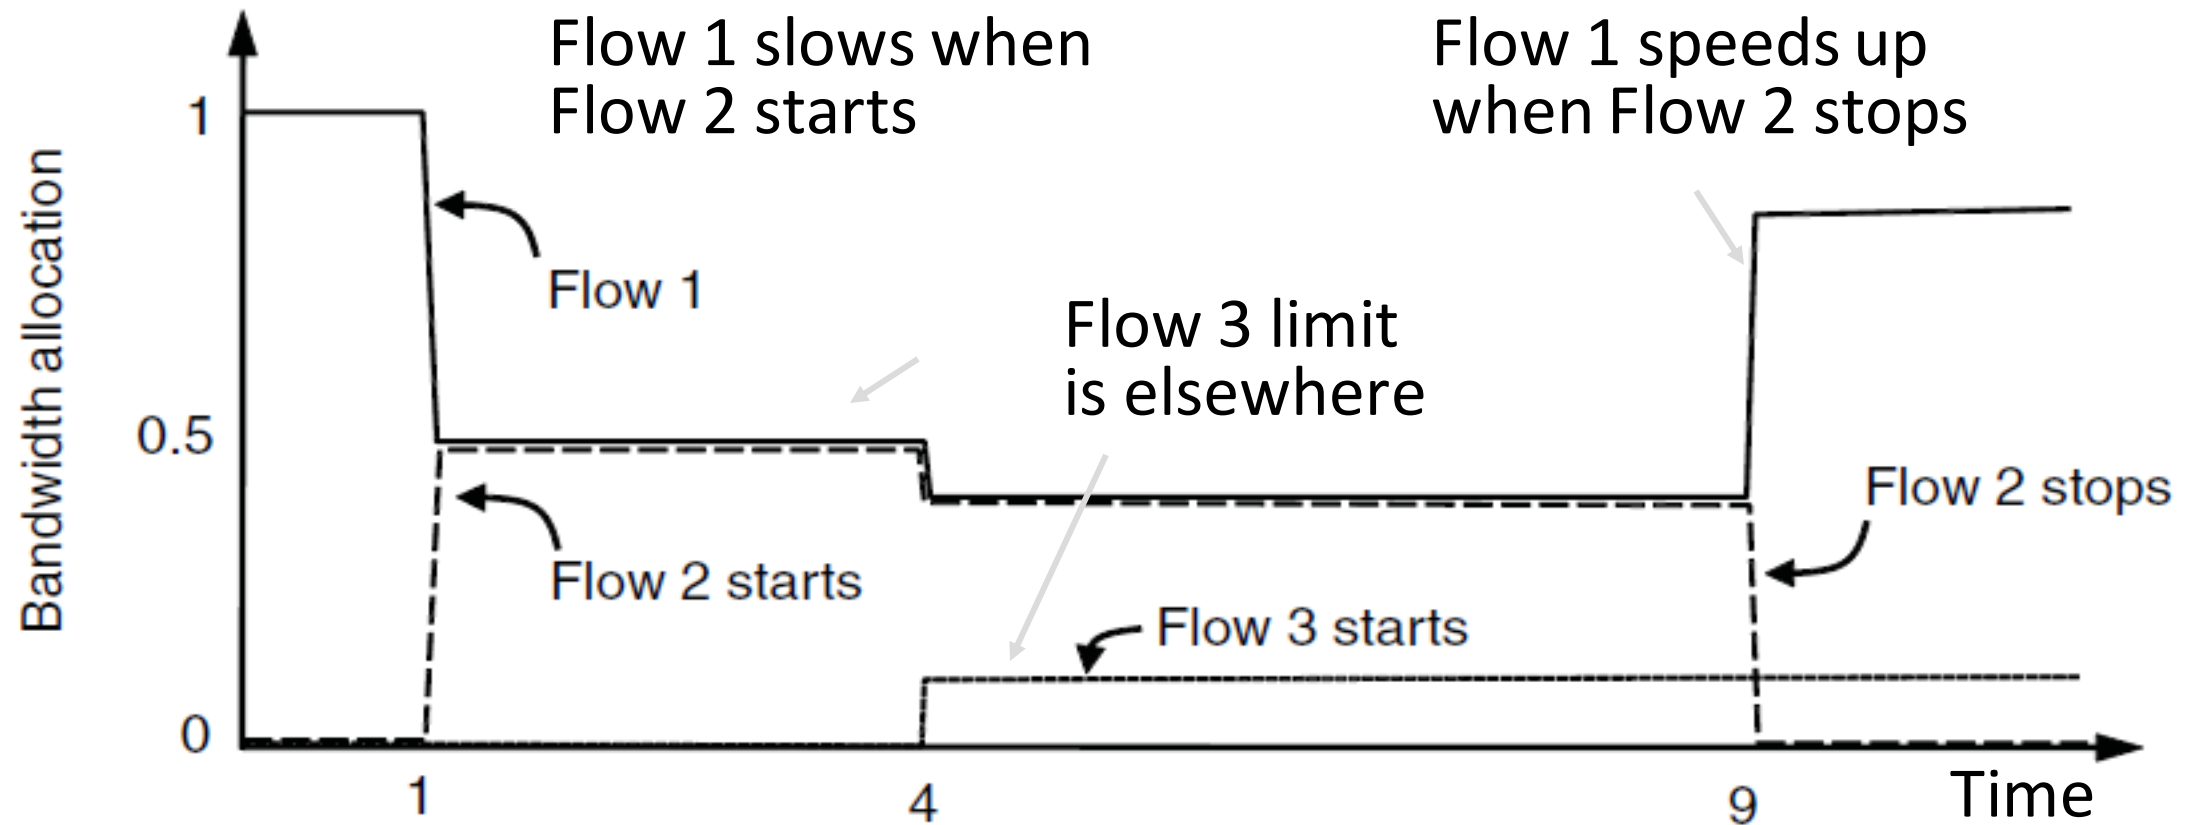 Flow 1 slows when
Flow 2 starts
Flow 1 speeds up
when Flow 2 stops
1
Bandwidth allocation
Flow 1
Flow 3 limit
is elsewhere
0.5
Flow 2 stops
Flow 2 starts
Flow 3 starts
0
1
4
9
Time